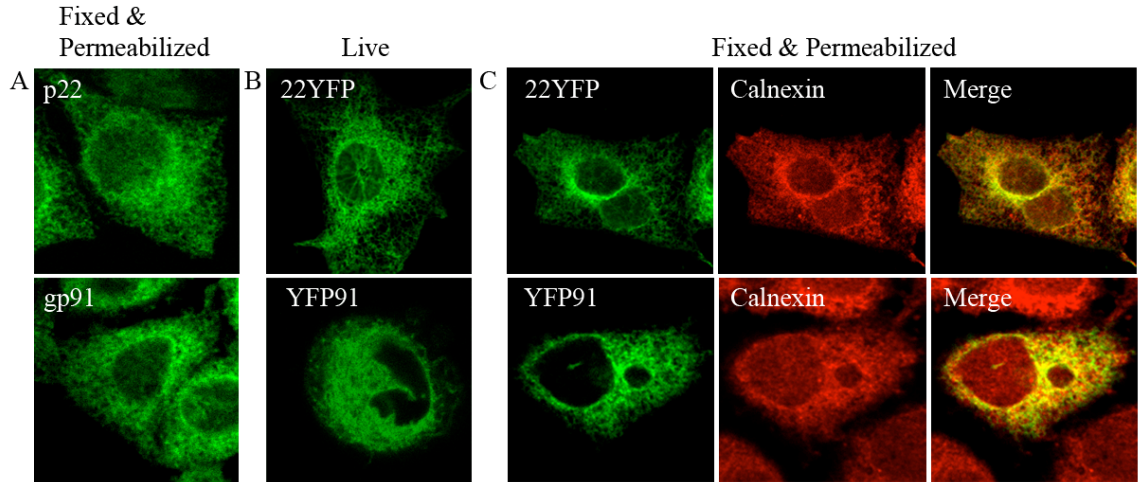 Fixed &
Permeabilized
Live
Fixed & Permeabilized
A
p22
B
22YFP
C
22YFP
Calnexin
Merge
gp91
YFP91
YFP91
Calnexin
Merge